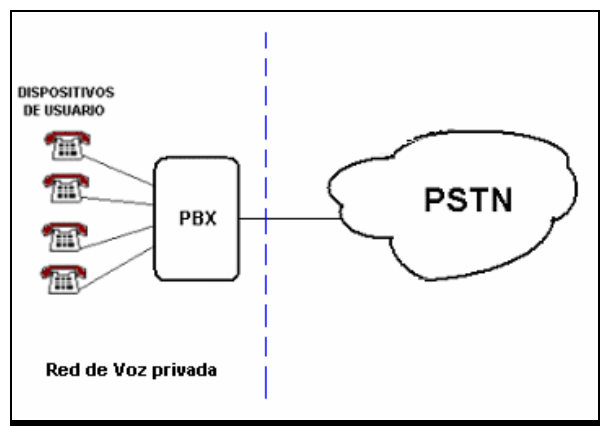 DISPOSITIVOS
DE USUARIO
PBX
PSTN
Red de Voz privada